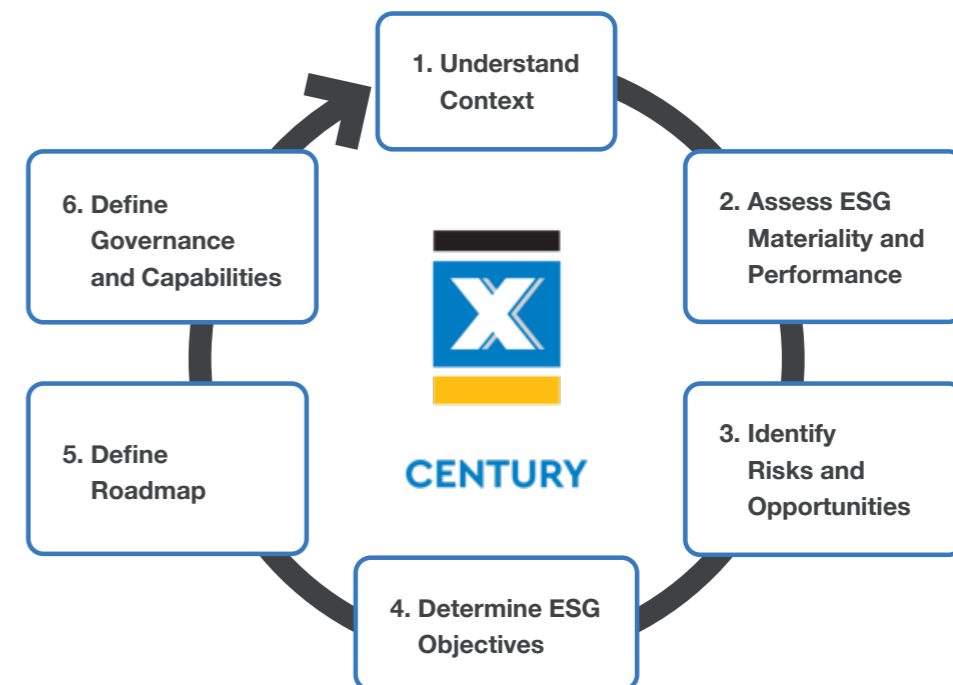 1. Understand
Context
2. Assess ESG
Materiality and
Performance
3. Identify
Risks and
Opportunities
4. Determine ESG
Objectives
5. Define
Roadmap
6. Define
Governance
and Capabilities
X
CENTURY